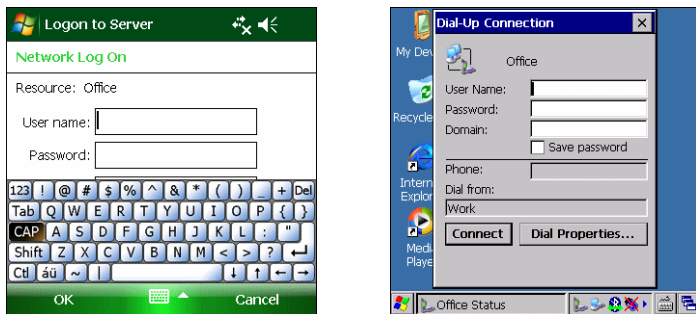 Logon to Server
Network Log On
Resource: Office
User name:
Password:
123 ! @ # $ % ^ & * ( ) _ + Del
Tab Q W E R T Y U I O P { }
CAP A S D F G H J K L : "
Shift Z X C V B N M < > ?
Ctl áü ~ |
OK
Cancel
My Dev
Recycle
Intern
Explor
Medi
Playe
Dial-Up Connection
Office
User Name:
Password:
Domain:
Save password
Phone:
Dial from:
Work
Connect
Dial Properties...
Office Status